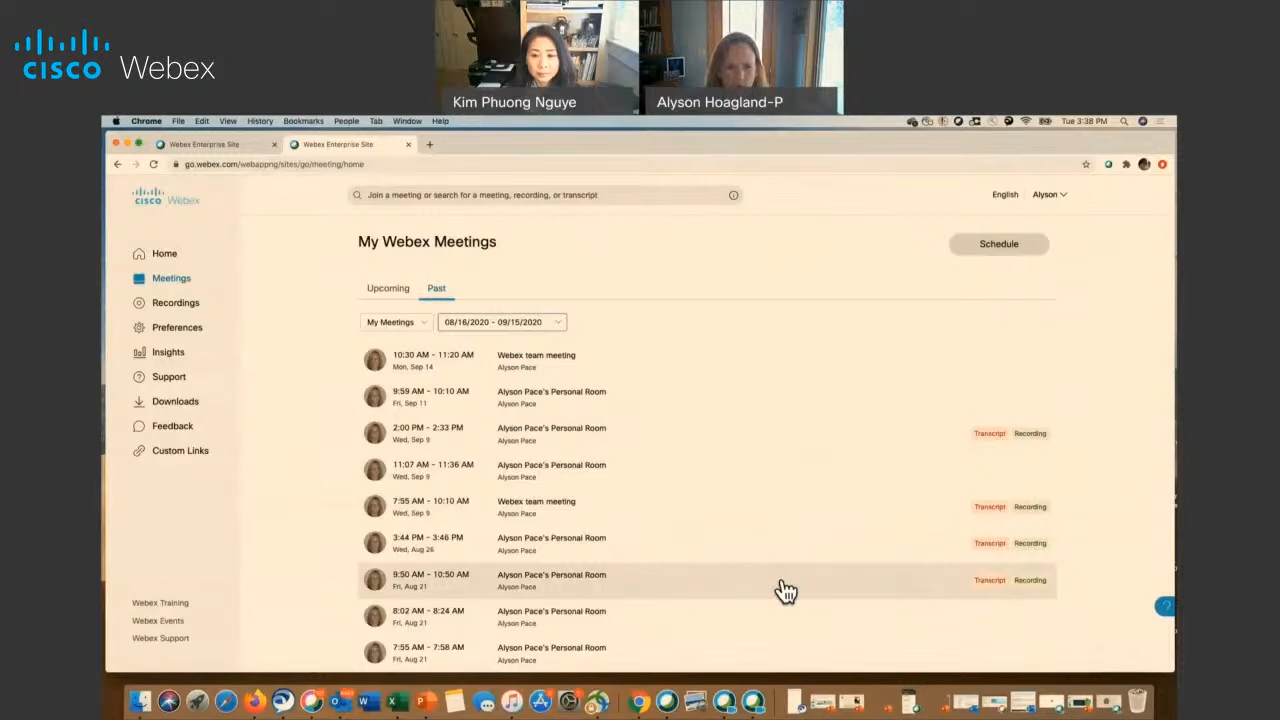 CISCO Webex
Kim Phuong Nguye
Alyson Hoagland-P
Chrome File Edit View History Bookmarks People Tab Window Help
Tue 3:38 PM
Webex Enterprise Site
Webex Enterprise Site
go.webex.com/webappng/sites/go/meeting/home
CISCO Webex
Join a meeting or search for a meeting, recording, or transcript
English Alyson
My Webex Meetings
Schedule
Home
Meetings
Recordings
Preferences
Insights
Support
Downloads
Feedback
Custom Links
Webex Training
Webex Events
Webex Support
Upcoming Past
My Meetings 08/16/2020 - 09/15/2020
10:30 AM - 11:20 AM Webex team meeting
Mon, Sep 14 Alyson Pace
9:59 AM - 10:10 AM Alyson Pace's Personal Room
Fri, Sep 11 Alyson Pace
2:00 PM - 2:33 PM Alyson Pace's Personal Room Transcript Recording
Wed, Sep 9 Alyson Pace
11:07 AM - 11:36 AM Alyson Pace's Personal Room
Wed, Sep 9 Alyson Pace
7:55 AM - 10:10 AM Webex team meeting Transcript Recording
Wed, Sep 9 Alyson Pace
3:44 PM - 3:46 PM Alyson Pace's Personal Room Transcript Recording
Wed, Aug 26 Alyson Pace
9:50 AM - 10:50 AM Alyson Pace's Personal Room Transcript Recording
Fri, Aug 21 Alyson Pace
8:02 AM - 8:24 AM Alyson Pace's Personal Room
Fri, Aug 21 Alyson Pace
7:55 AM - 7:58 AM Alyson Pace's Personal Room
Fri, Aug 21 Alyson Pace